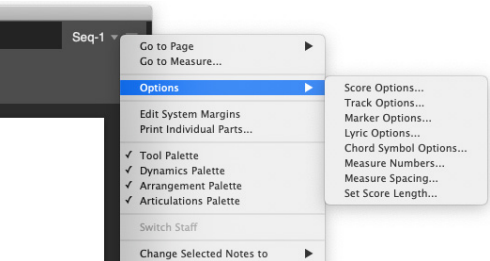 Seq-1
Go to Page
Go to Measure...
Options
Edit System Margins
Print Individual Parts...
✓ Tool Palette
✓ Dynamics Palette
✓ Arrangement Palette
✓ Articulations Palette
Switch Staff
Change Selected Notes to
Score Options...
Track Options...
Marker Options...
Lyric Options...
Chord Symbol Options...
Measure Numbers...
Measure Spacing...
Set Score Length...